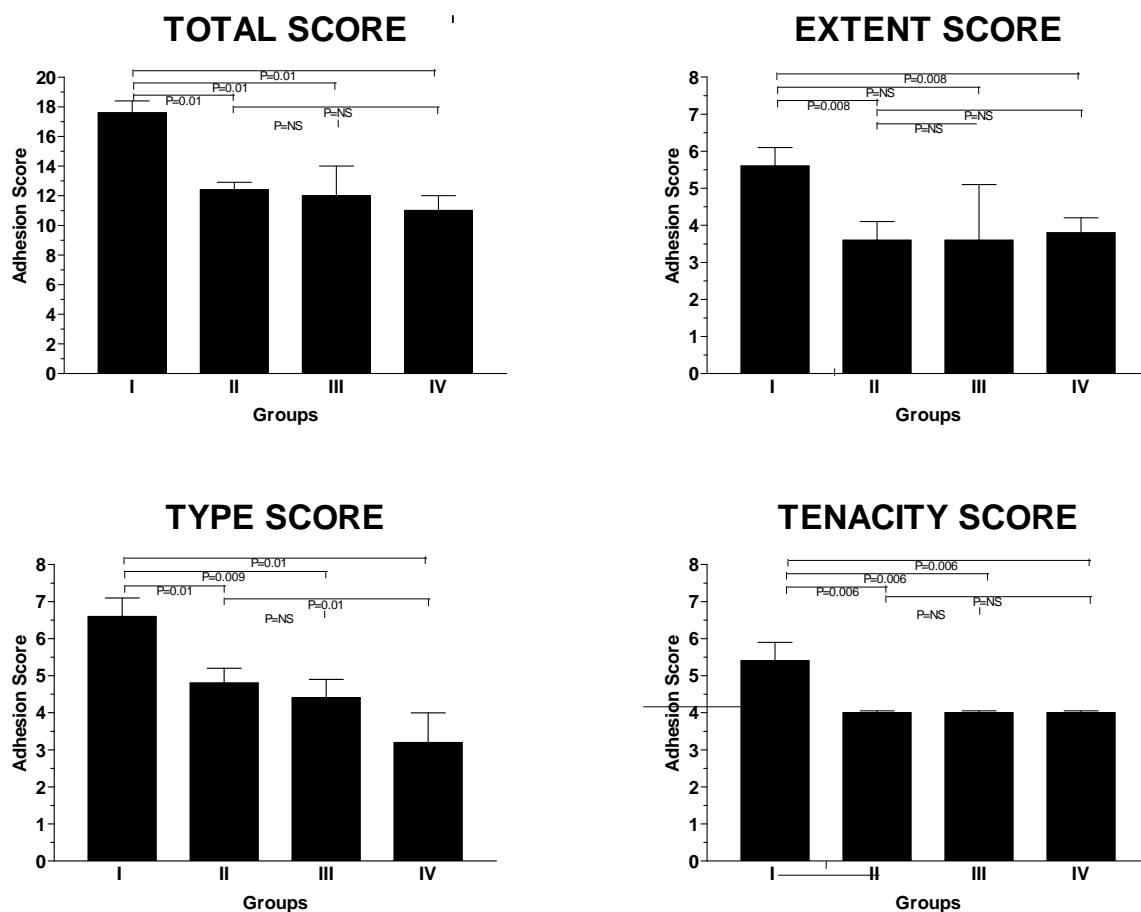 TOTAL SCORE
P=0.01
P=0.01
P=0.01
P=NS
P=NS
20
18
16
14
12
10
8
6
4
2
0
Adhesion Score
I II III IV
Groups
EXTENT SCORE
P=0.008
P=NS
P=0.008
P=NS
P=NS
8
7
6
5
4
3
2
1
0
Adhesion Score
I II III IV
Groups
TYPE SCORE
P=0.01
P=0.009
P=0.01
P=0.01
P=NS
8
7
6
5
4
3
2
1
0
Adhesion Score
I II III IV
Groups
TENACITY SCORE
P=0.006
P=0.006
P=0.006
P=NS
P=NS
8
7
6
5
4
3
2
1
0
Adhesion Score
I II III IV
Groups